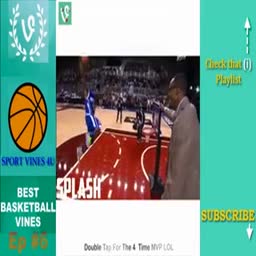 SPORT VINES 4U
BEST
BASKETBALL
VINES
Ep #6
SPLASH
Double Tap For The 4 Time MVP LOL
Check that (i)
Playlist
SUBSCRIBE